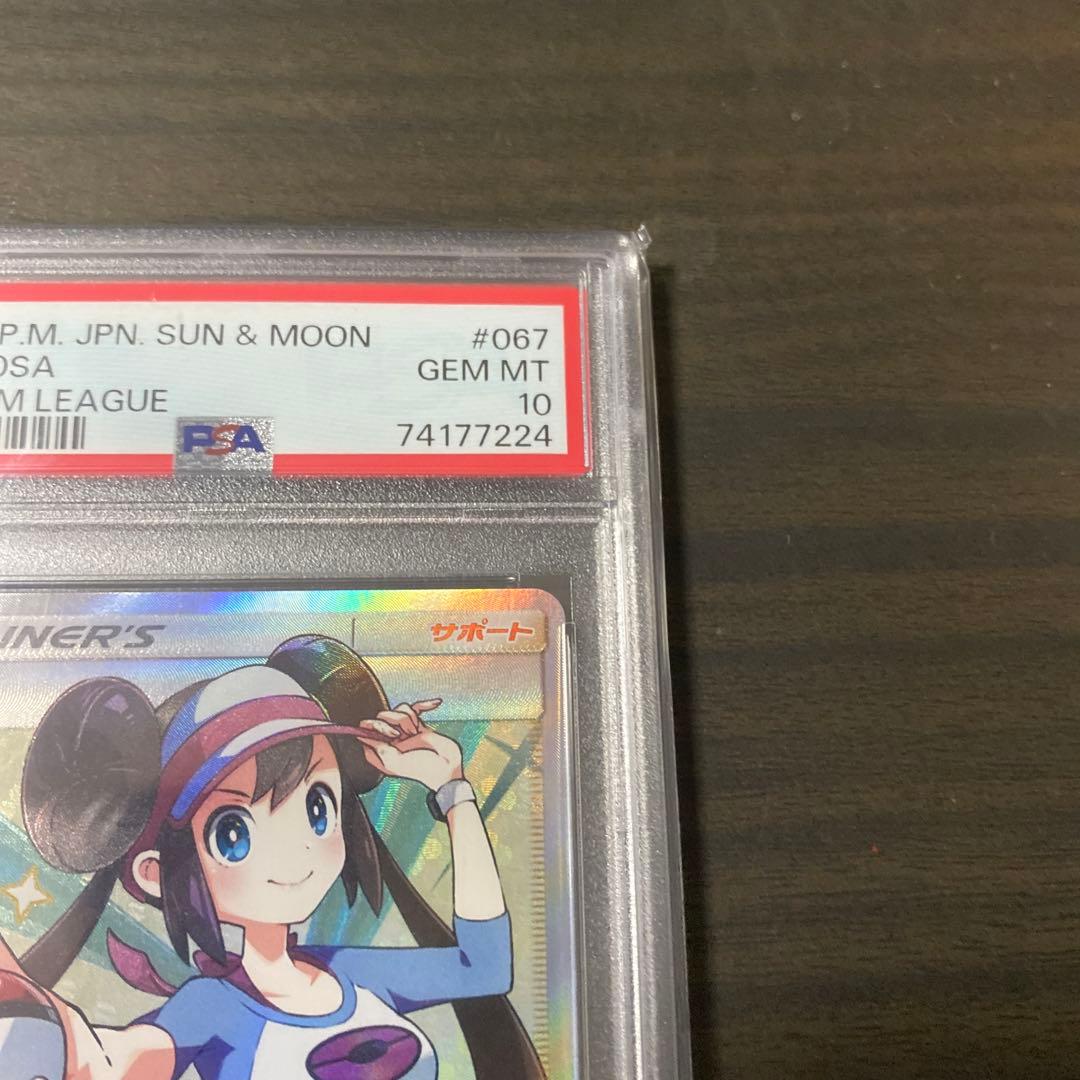 P.M. JPN. SUN & MOON #067
OSA GEM MT
M LEAGUE 10
PSA 74177224
INER'S サポート